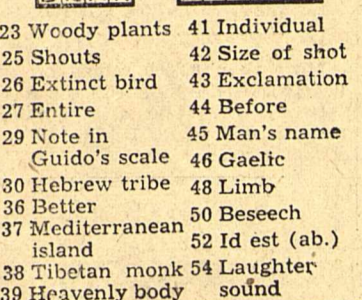 23 Woody plants
25 Shouts
26 Extinct bird
27 Entire
29 Note in
Guido's scale
30 Hebrew tribe
36 Better
37 Mediterranean
island
38 Tibetan monk
39 Heavenly body
41 Individual
42 Size of shot
43 Exclamation
44 Before
45 Man's name
46 Gaelic
48 Limb
50 Beseech
52 Id est (ab.)
54 Laughter
sound